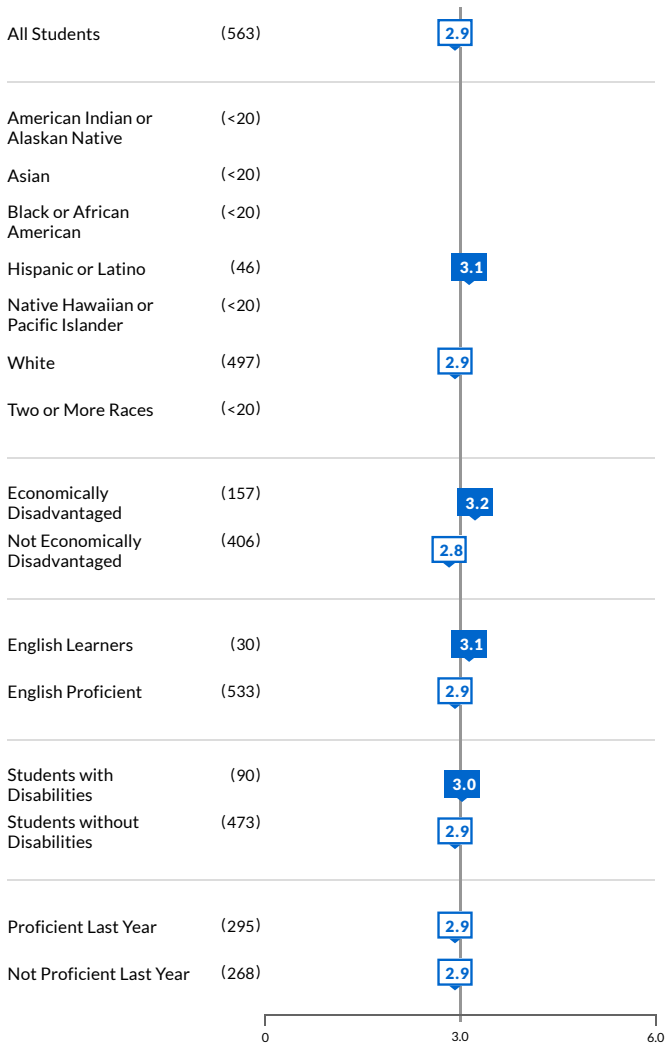 All Students (563) 2.9
American Indian or (<20)
Alaskan Native
Asian (<20)
Black or African (<20)
American
Hispanic or Latino (46) 3.1
Native Hawaiian or (<20)
Pacific Islander
White (497) 2.9
Two or More Races (<20)
Economically (157) 3.2
Disadvantaged
Not Economically (406) 2.8
Disadvantaged
English Learners (30) 3.1
English Proficient (533) 2.9
Students with (90) 3.0
Disabilities
Students without (473) 2.9
Disabilities
Proficient Last Year (295) 2.9
Not Proficient Last Year (268) 2.9
0 3.0 6.0